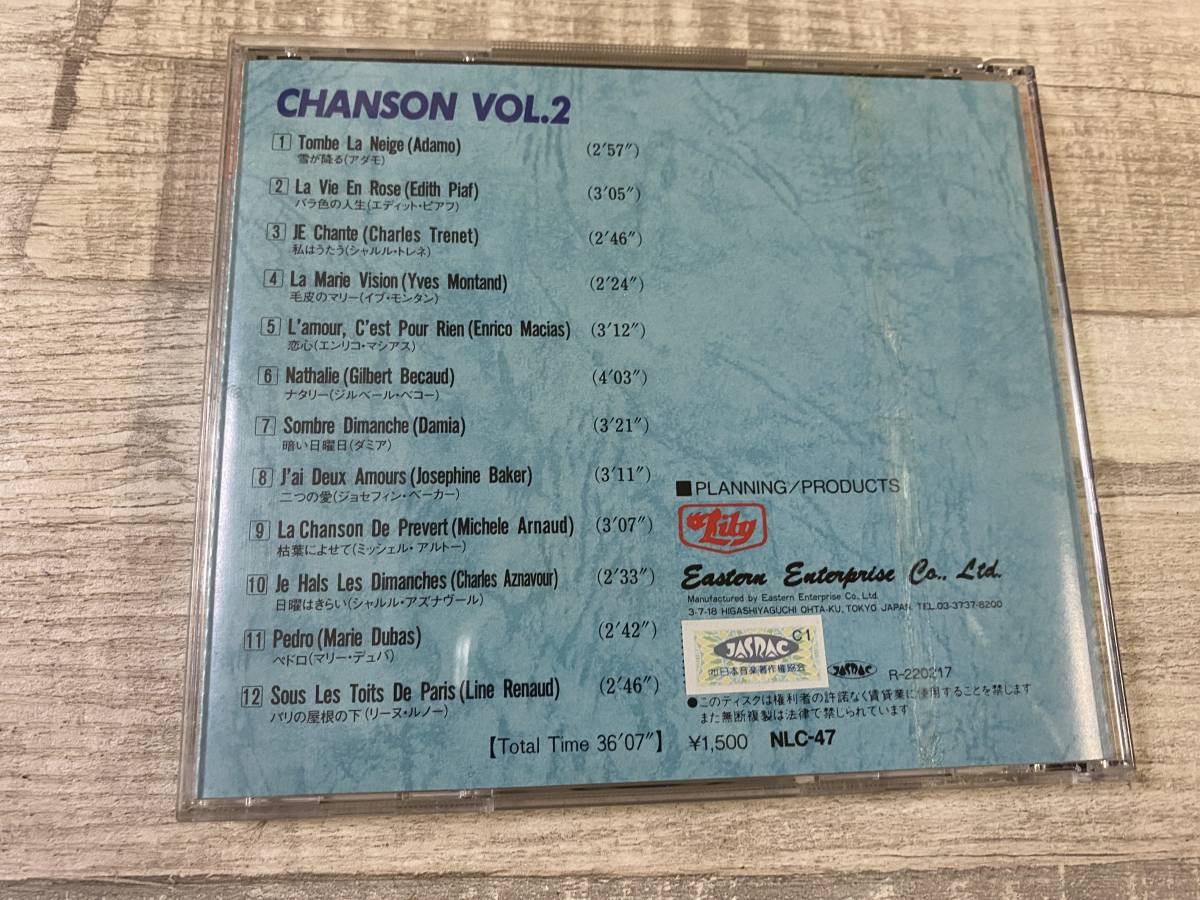 CHANSON VOL.2
1 Tombe La Neige (Adamo) (2′57″)
雪が降る(アダモ)
2 La Vie En Rose (Edith Piaf) (3′05″)
バラ色の人生(エディット・ピアフ)
3 JE Chante (Charles Trenet) (2′46″)
私はうたう(シャルル・トレネ)
4 La Marie Vision (Yves Montand) (2′24″)
毛皮のマリー(イブ・モンタン)
5 L'amour, C'est Pour Rien (Enrico Macias) (3′12″)
恋心(エンリコ・マシアス)
6 Nathalie (Gilbert Becaud) (4′03″)
ナタリー(ジルベール・ベコー)
7 Sombre Dimanche (Damia) (3′21″)
暗い日曜日(ダミア)
8 J'ai Deux Amours (Josephine Baker) (3′11″)
二つの愛(ジョセフィン・ベーカー)
9 La Chanson De Prevert (Michele Arnaud) (3′07″)
枯葉によせて(ミッシェル・アルトー)
10 Je Hals Les Dimanches (Charles Aznavour) (2′33″)
日曜はきらい(シャルル・アズナヴール)
11 Pedro (Marie Dubas) (2′42″)
ペドロ(マリー・デュバ)
12 Sous Les Toits De Paris (Line Renaud) (2′46″)
パリの屋根の下(リーヌ・ルノー)
【Total Time 36′07″】
■PLANNING/PRODUCTS
Lily
Eastern Enterprise Co., Ltd.
Manufactured by Eastern Enterprise Co. Ltd.
3-7-18 HIGASHIYAGUCHI OHTA-KU, TOKYO JAPAN TEL.03-3737-8200
C1
JASRAC
㈳日本音楽著作権協会
JASRAC R-220217
●このディスクは権利者の許諾なく賃貸業に使用することを禁じます
また無断複製は法律で禁じられています
¥1,500 NLC-47